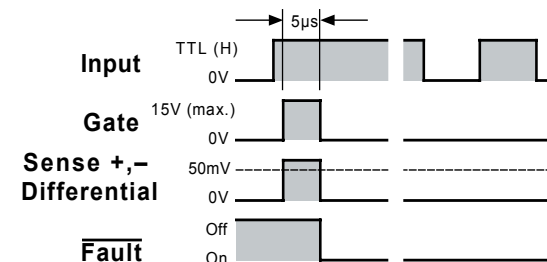 5µs
Input TTL (H)
0V
Gate 15V (max.)
0V
Sense +,–
Differential
50mV
0V
Fault Off
On